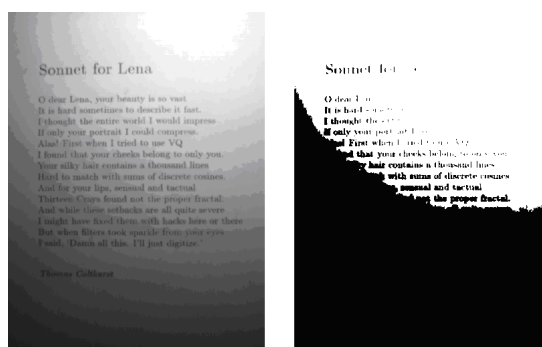 Sonnet for Lena
O dear Lena, your beauty is so vast
It is hard sometimes to describe it fast.
I thought the entire world I would impress
If only your portrait I could compress.
Alas! First when I tried to use VQ
I found that your cheeks belong to only you.
Your silky hair contains a thousand lines
Hard to match with sums of discrete cosines.
And for your lips, sensual and tactual
Thirteen Crays found not the proper fractal.
And while these setbacks are all quite severe
I might have fixed them with hacks here or there
But when filters took sparkle from your eyes
I said, 'Damn all this. I'll just digitize.'
Thomas Colthurst
Sonnet for
O dear
It is hard
I thought
If only your portrait
First when I tried
that your cheeks belong to only you
hair contains a thousand lines
with sums of discrete cosines
sensual and tactual
not the proper fractal.